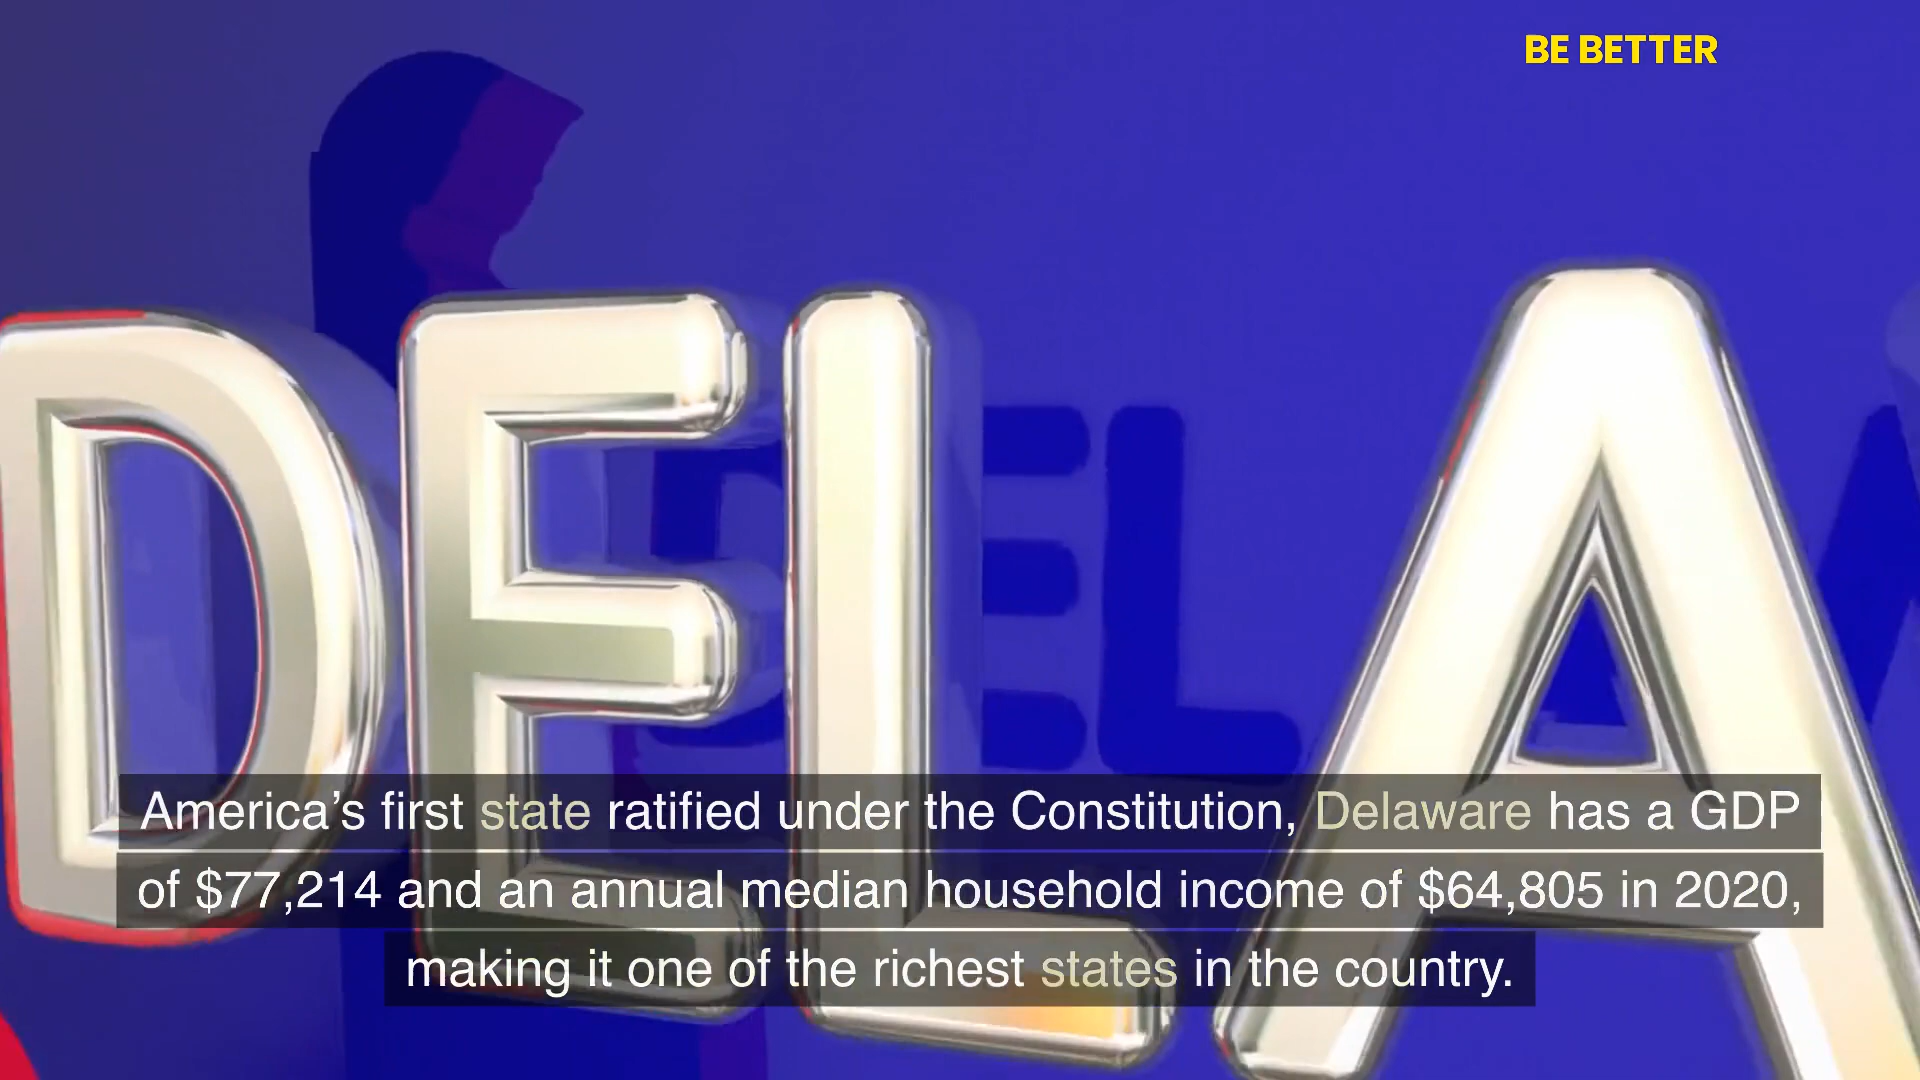 BE BETTER
DELA
America’s first state ratified under the Constitution, Delaware has a GDP
of $77,214 and an annual median household income of $64,805 in 2020,
making it one of the richest states in the country.